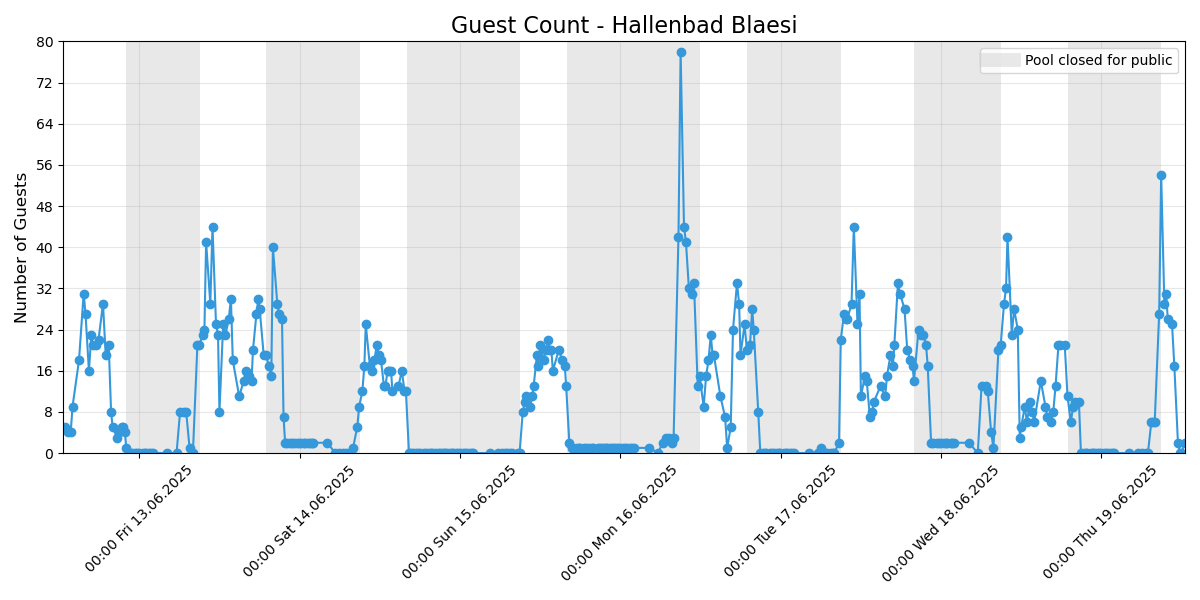 Guest Count - Hallenbad Blaesi
Pool closed for public
Number of Guests
80
72
64
56
48
40
32
24
16
8
0
00:00 Fri 13.06.2025
00:00 Sat 14.06.2025
00:00 Sun 15.06.2025
00:00 Mon 16.06.2025
00:00 Tue 17.06.2025
00:00 Wed 18.06.2025
00:00 Thu 19.06.2025